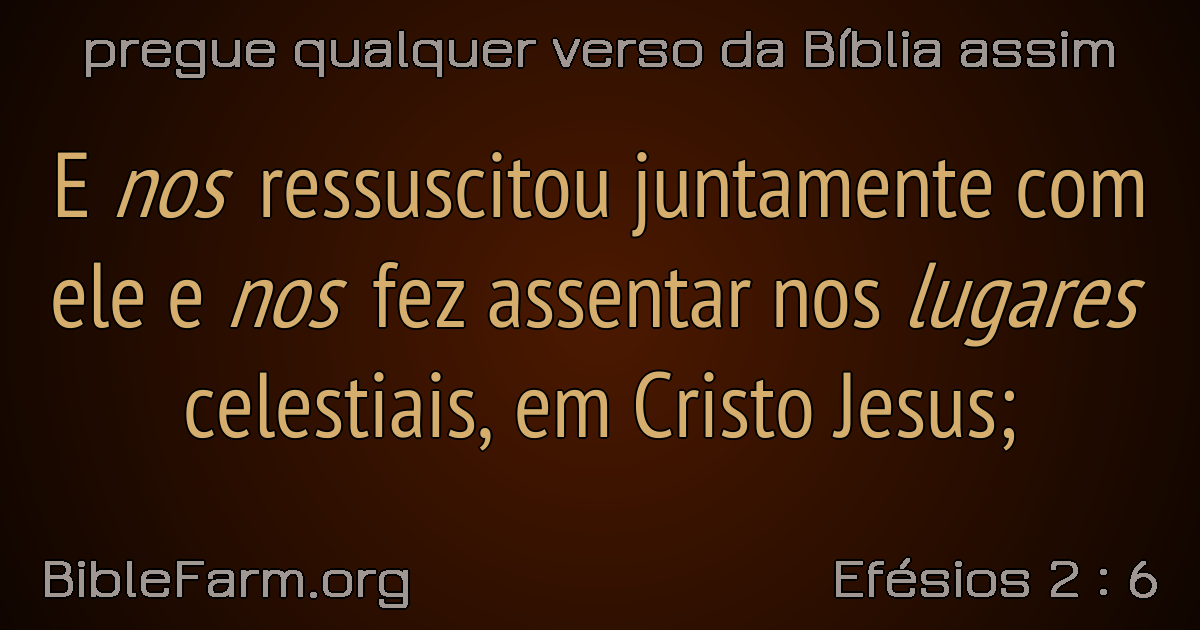 pregue qualquer verso da Bíblia assim
E nos ressuscitou juntamente com
ele e nos fez assentar nos lugares
celestiais, em Cristo Jesus;
BibleFarm.org
Efésios 2 : 6